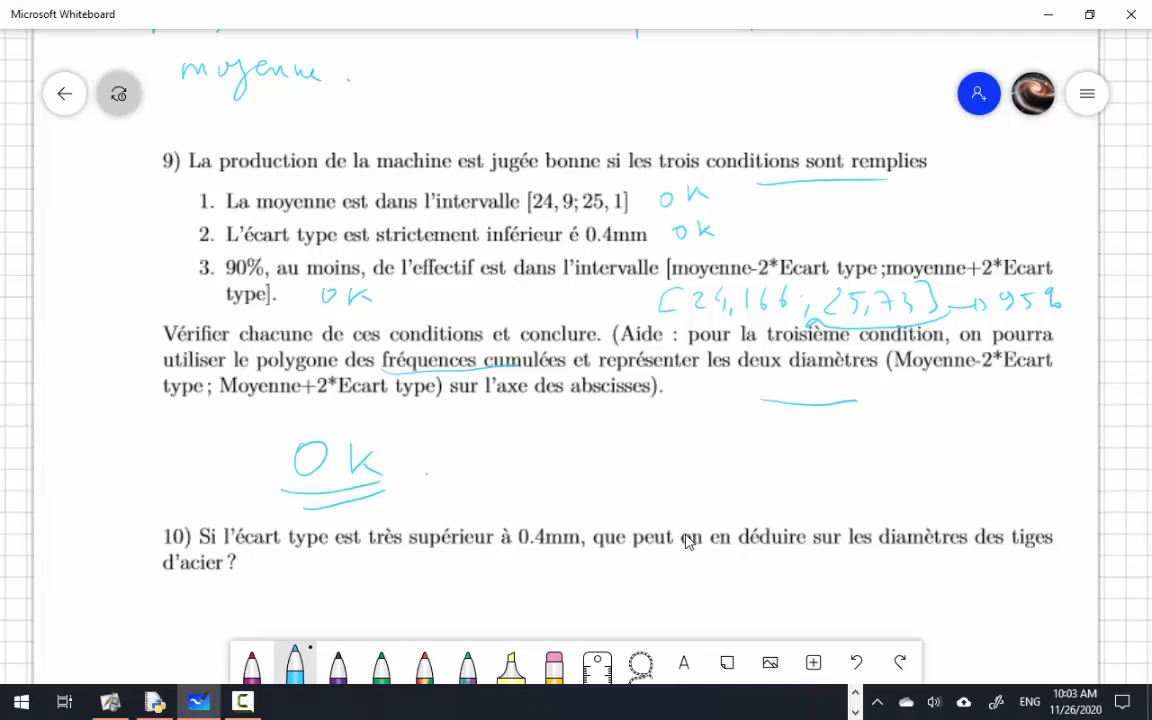 Microsoft Whiteboard
moyenne .
9) La production de la machine est jugée bonne si les trois conditions sont remplies
1. La moyenne est dans l'intervalle [24, 9; 25, 1] OK
2. L'écart type est strictement inférieur é 0.4mm OK
3. 90%, au moins, de l'effectif est dans l'intervalle [moyenne-2*Ecart type ;moyenne+2*Ecart
type]. OK [24,166 ; 25,73] → 95%
Vérifier chacune de ces conditions et conclure. (Aide : pour la troisième condition, on pourra
utiliser le polygone des fréquences cumulées et représenter les deux diamètres (Moyenne-2*Ecart
type ; Moyenne+2*Ecart type) sur l'axe des abscisses).
OK .
10) Si l'écart type est très supérieur à 0.4mm, que peut on en déduire sur les diamètres des tiges
d'acier ?
A
ENG
10:03 AM
11/26/2020